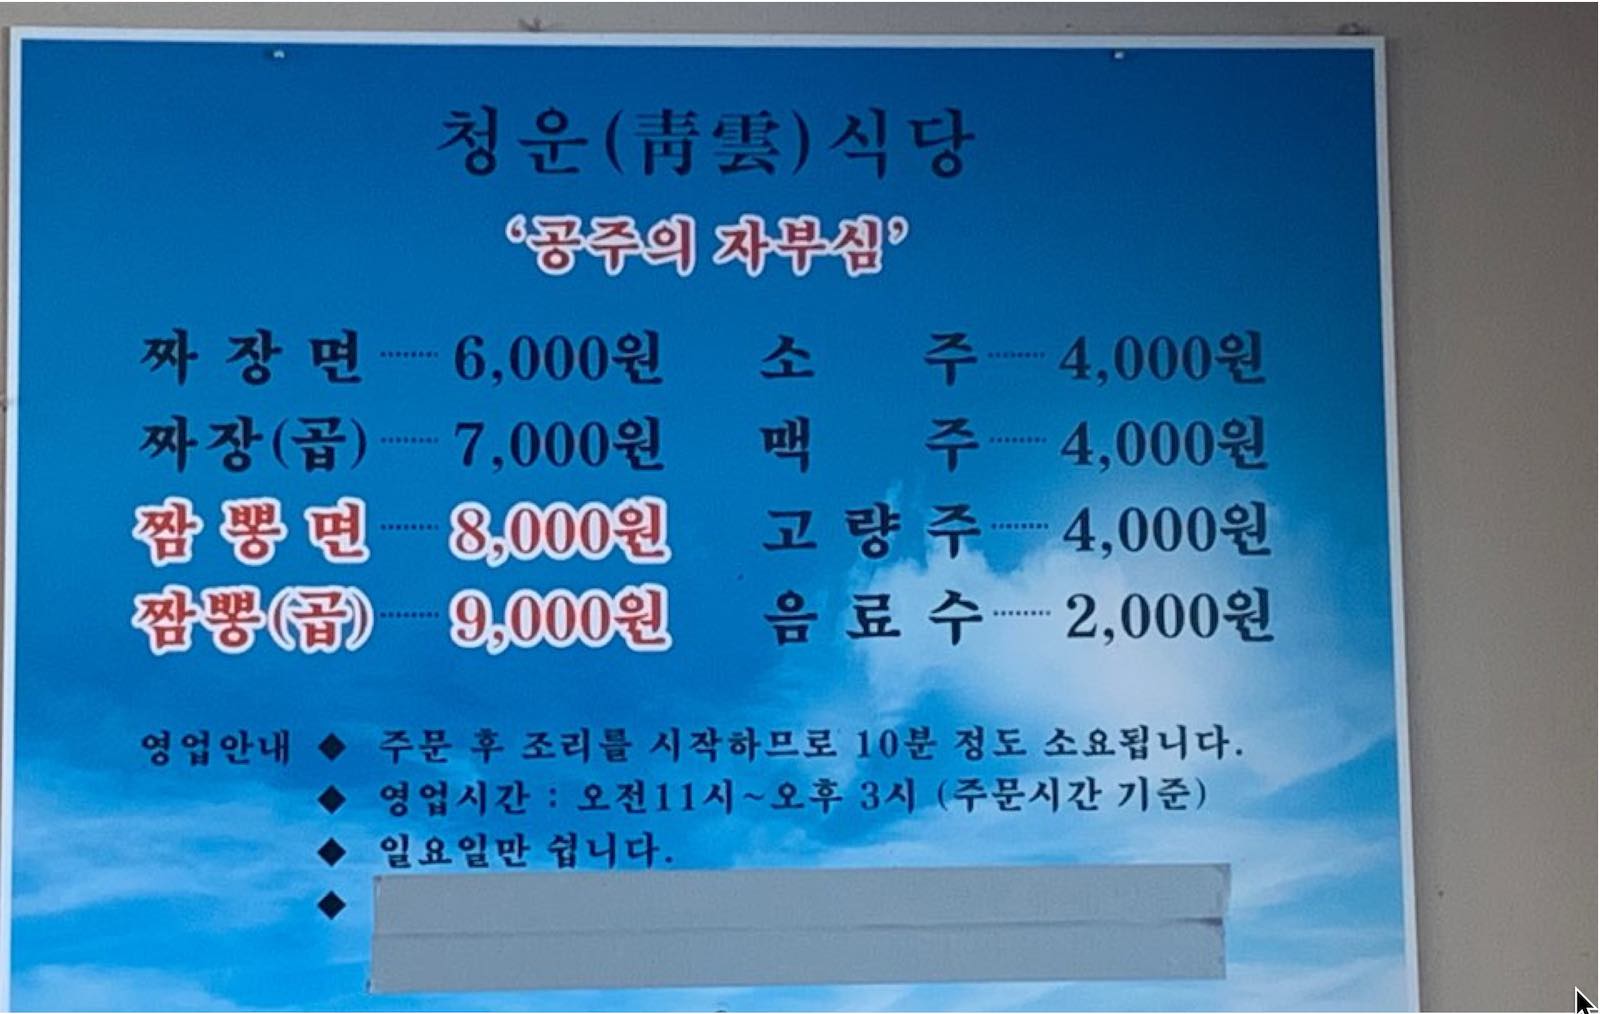 청운(靑雲)식당
‘공주의 자부심’
짜장면 ········ 6,000원
짜장(곱) ········ 7,000원
짬뽕면 ········ 8,000원
짬뽕(곱) ········ 9,000원
소주 ········ 4,000원
맥주 ········ 4,000원
고량주 ········ 4,000원
음료수 ········ 2,000원
영업안내 ◆ 주문 후 조리를 시작하므로 10분 정도 소요됩니다.
◆ 영업시간 : 오전11시~오후 3시 (주문시간 기준)
◆ 일요일만 쉽니다.
◆